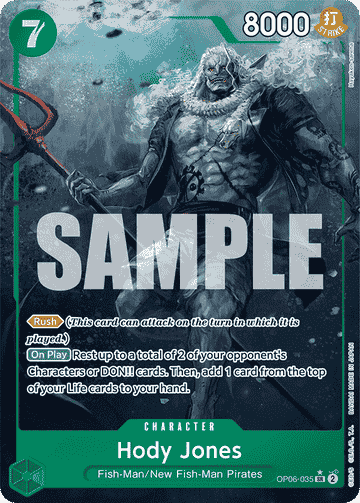 7
8000
打
STRIKE
SAMPLE
Rush (This card can attack on the turn in which it is
played.)
On Play Rest up to a total of 2 of your opponent's
Characters or DON!! cards. Then, add 1 card from the top
of your Life cards to your hand.
CHARACTER
Hody Jones
Fish-Man/New Fish-Man Pirates
OP06-035 SR 2